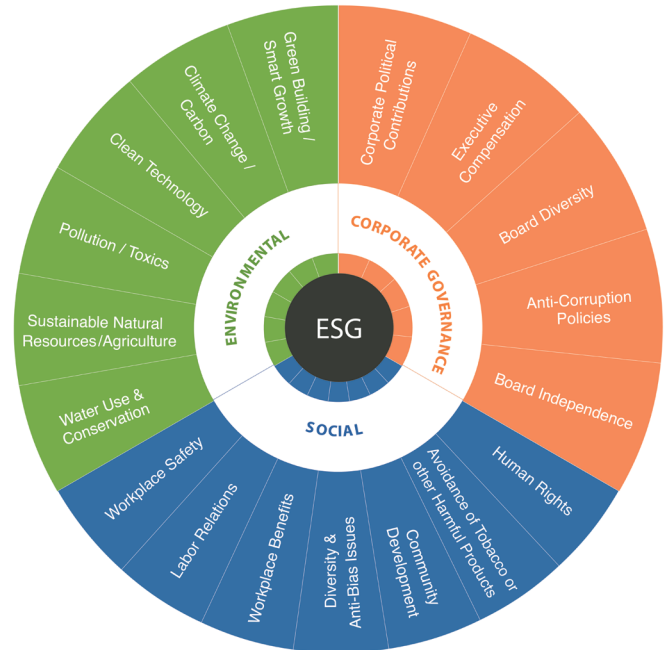 ESG
ENVIRONMENTAL
CORPORATE GOVERNANCE
SOCIAL
Green Building /
Smart Growth
Climate Change /
Carbon
Clean Technology
Pollution / Toxics
Sustainable Natural
Resources/Agriculture
Water Use &
Conservation
Corporate Political
Contributions
Executive
Compensation
Board Diversity
Anti-Corruption
Policies
Board Independence
Human Rights
Avoidance of Tobacco or
other Harmful Products
Community
Development
Diversity &
Anti-Bias Issues
Workplace Benefits
Labor Relations
Workplace Safety